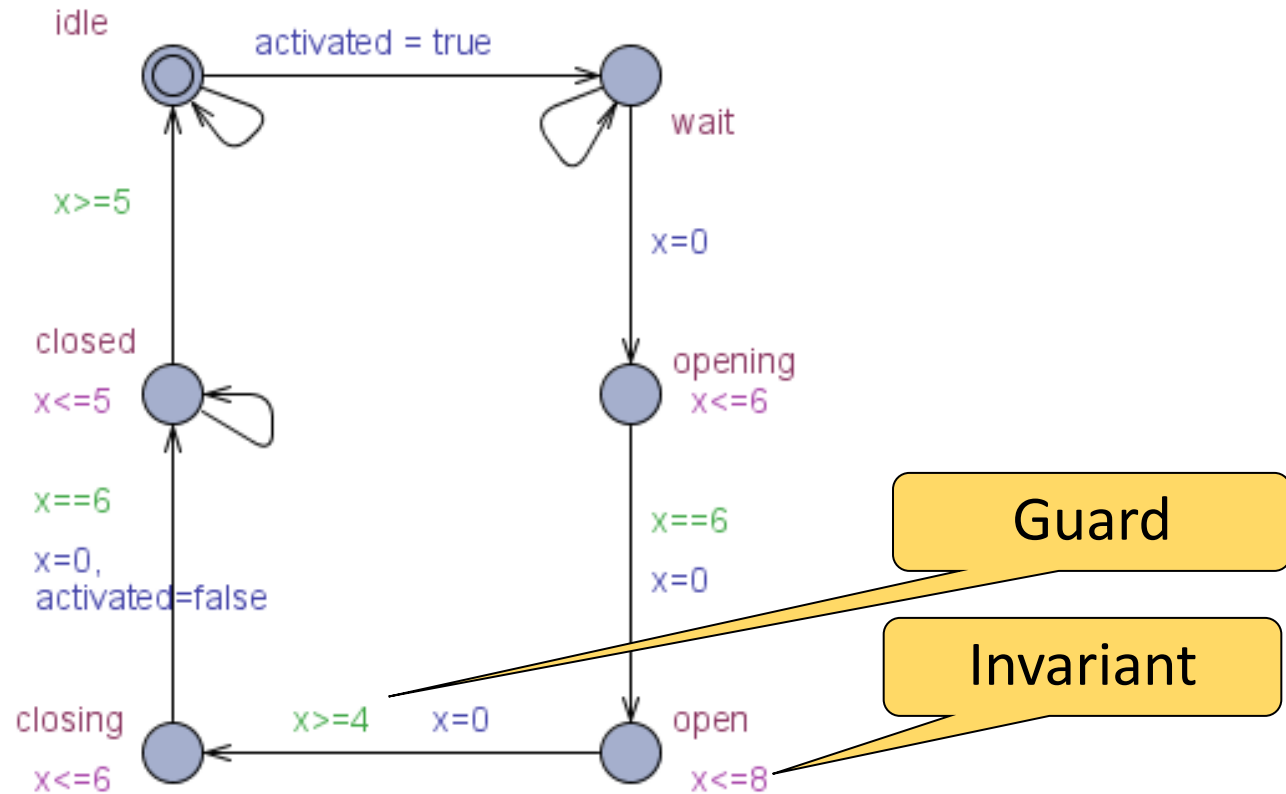 idle
activated = true
wait
x>=5
x=0
closed
x<=5
opening
x<=6
x==6
x=0,
activated=false
x==6
x=0
Guard
Invariant
closing
x<=6
x>=4
x=0
open
x<=8